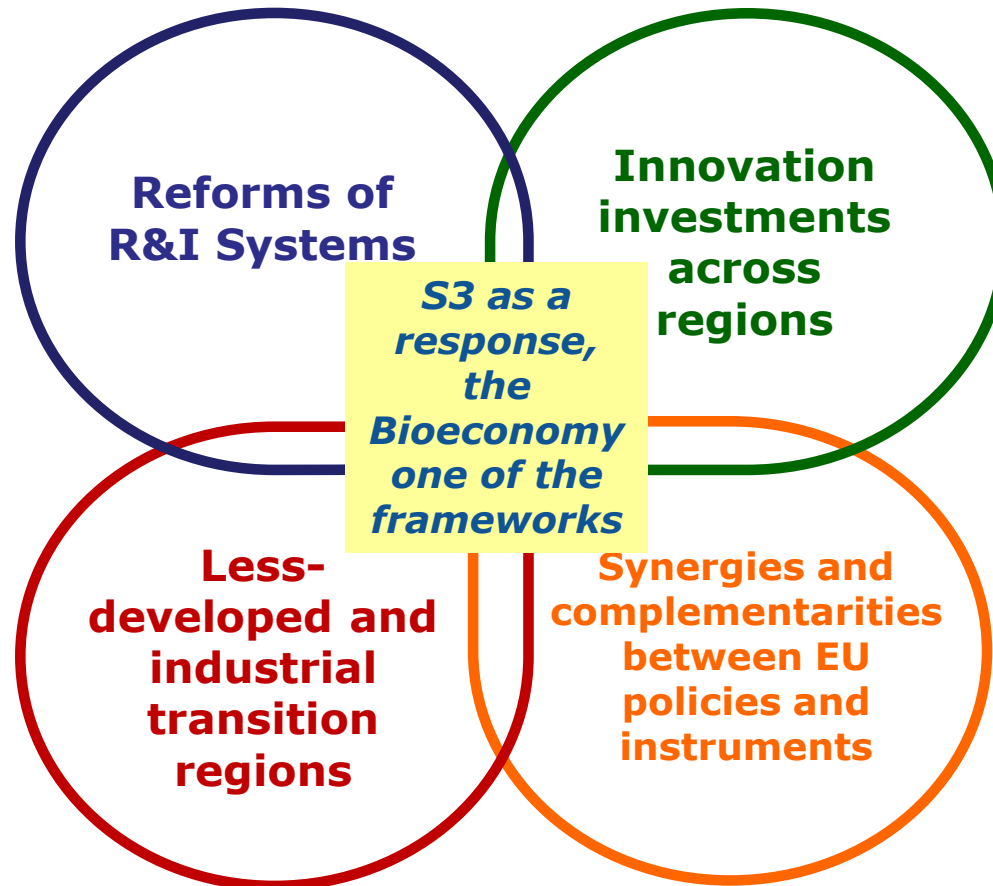 Reforms of
R&I Systems
Innovation
investments
across
regions
S3 as a
response,
the
Bioeconomy
one of the
frameworks
Less-
developed and
industrial
transition
regions
Synergies and
complementarities
between EU
policies and
instruments